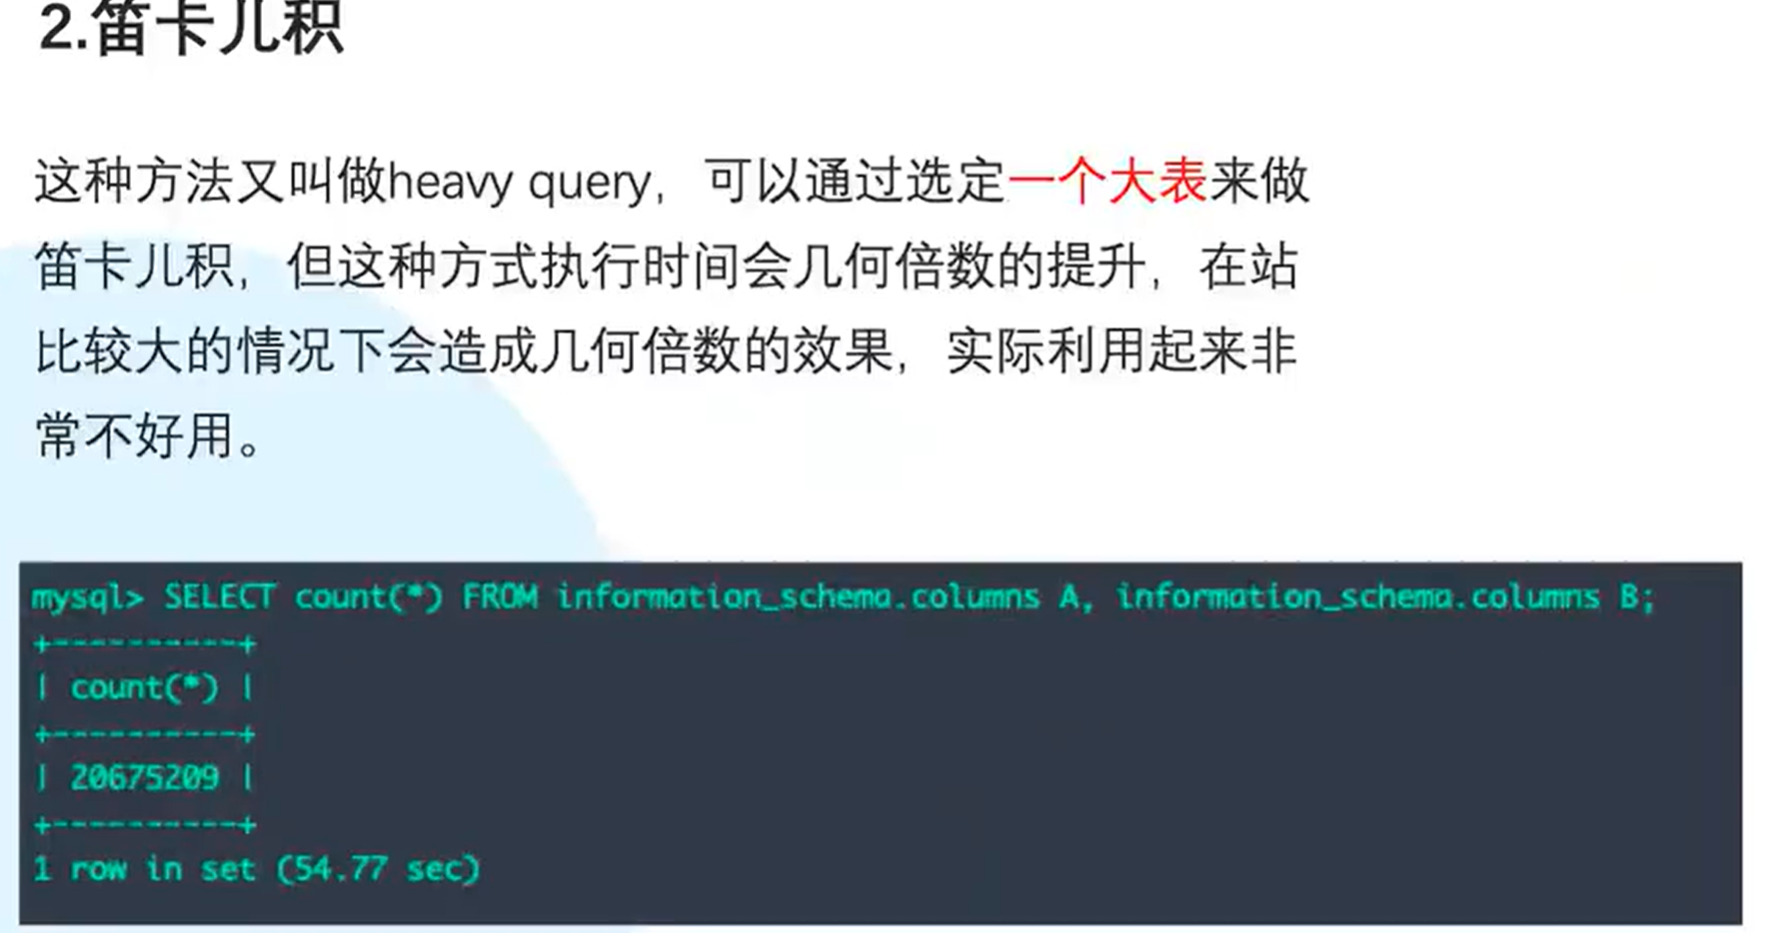 2.笛卡儿积
这种方法又叫做heavy query，可以通过选定一个大表来做
笛卡儿积，但这种方式执行时间会几何倍数的提升，在站
比较大的情况下会造成几何倍数的效果，实际利用起来非
常不好用。
mysql> SELECT count(*) FROM information_schema.columns A, information_schema.columns B;
+----------+
| count(*) |
+----------+
| 20675209 |
+----------+
1 row in set (54.77 sec)